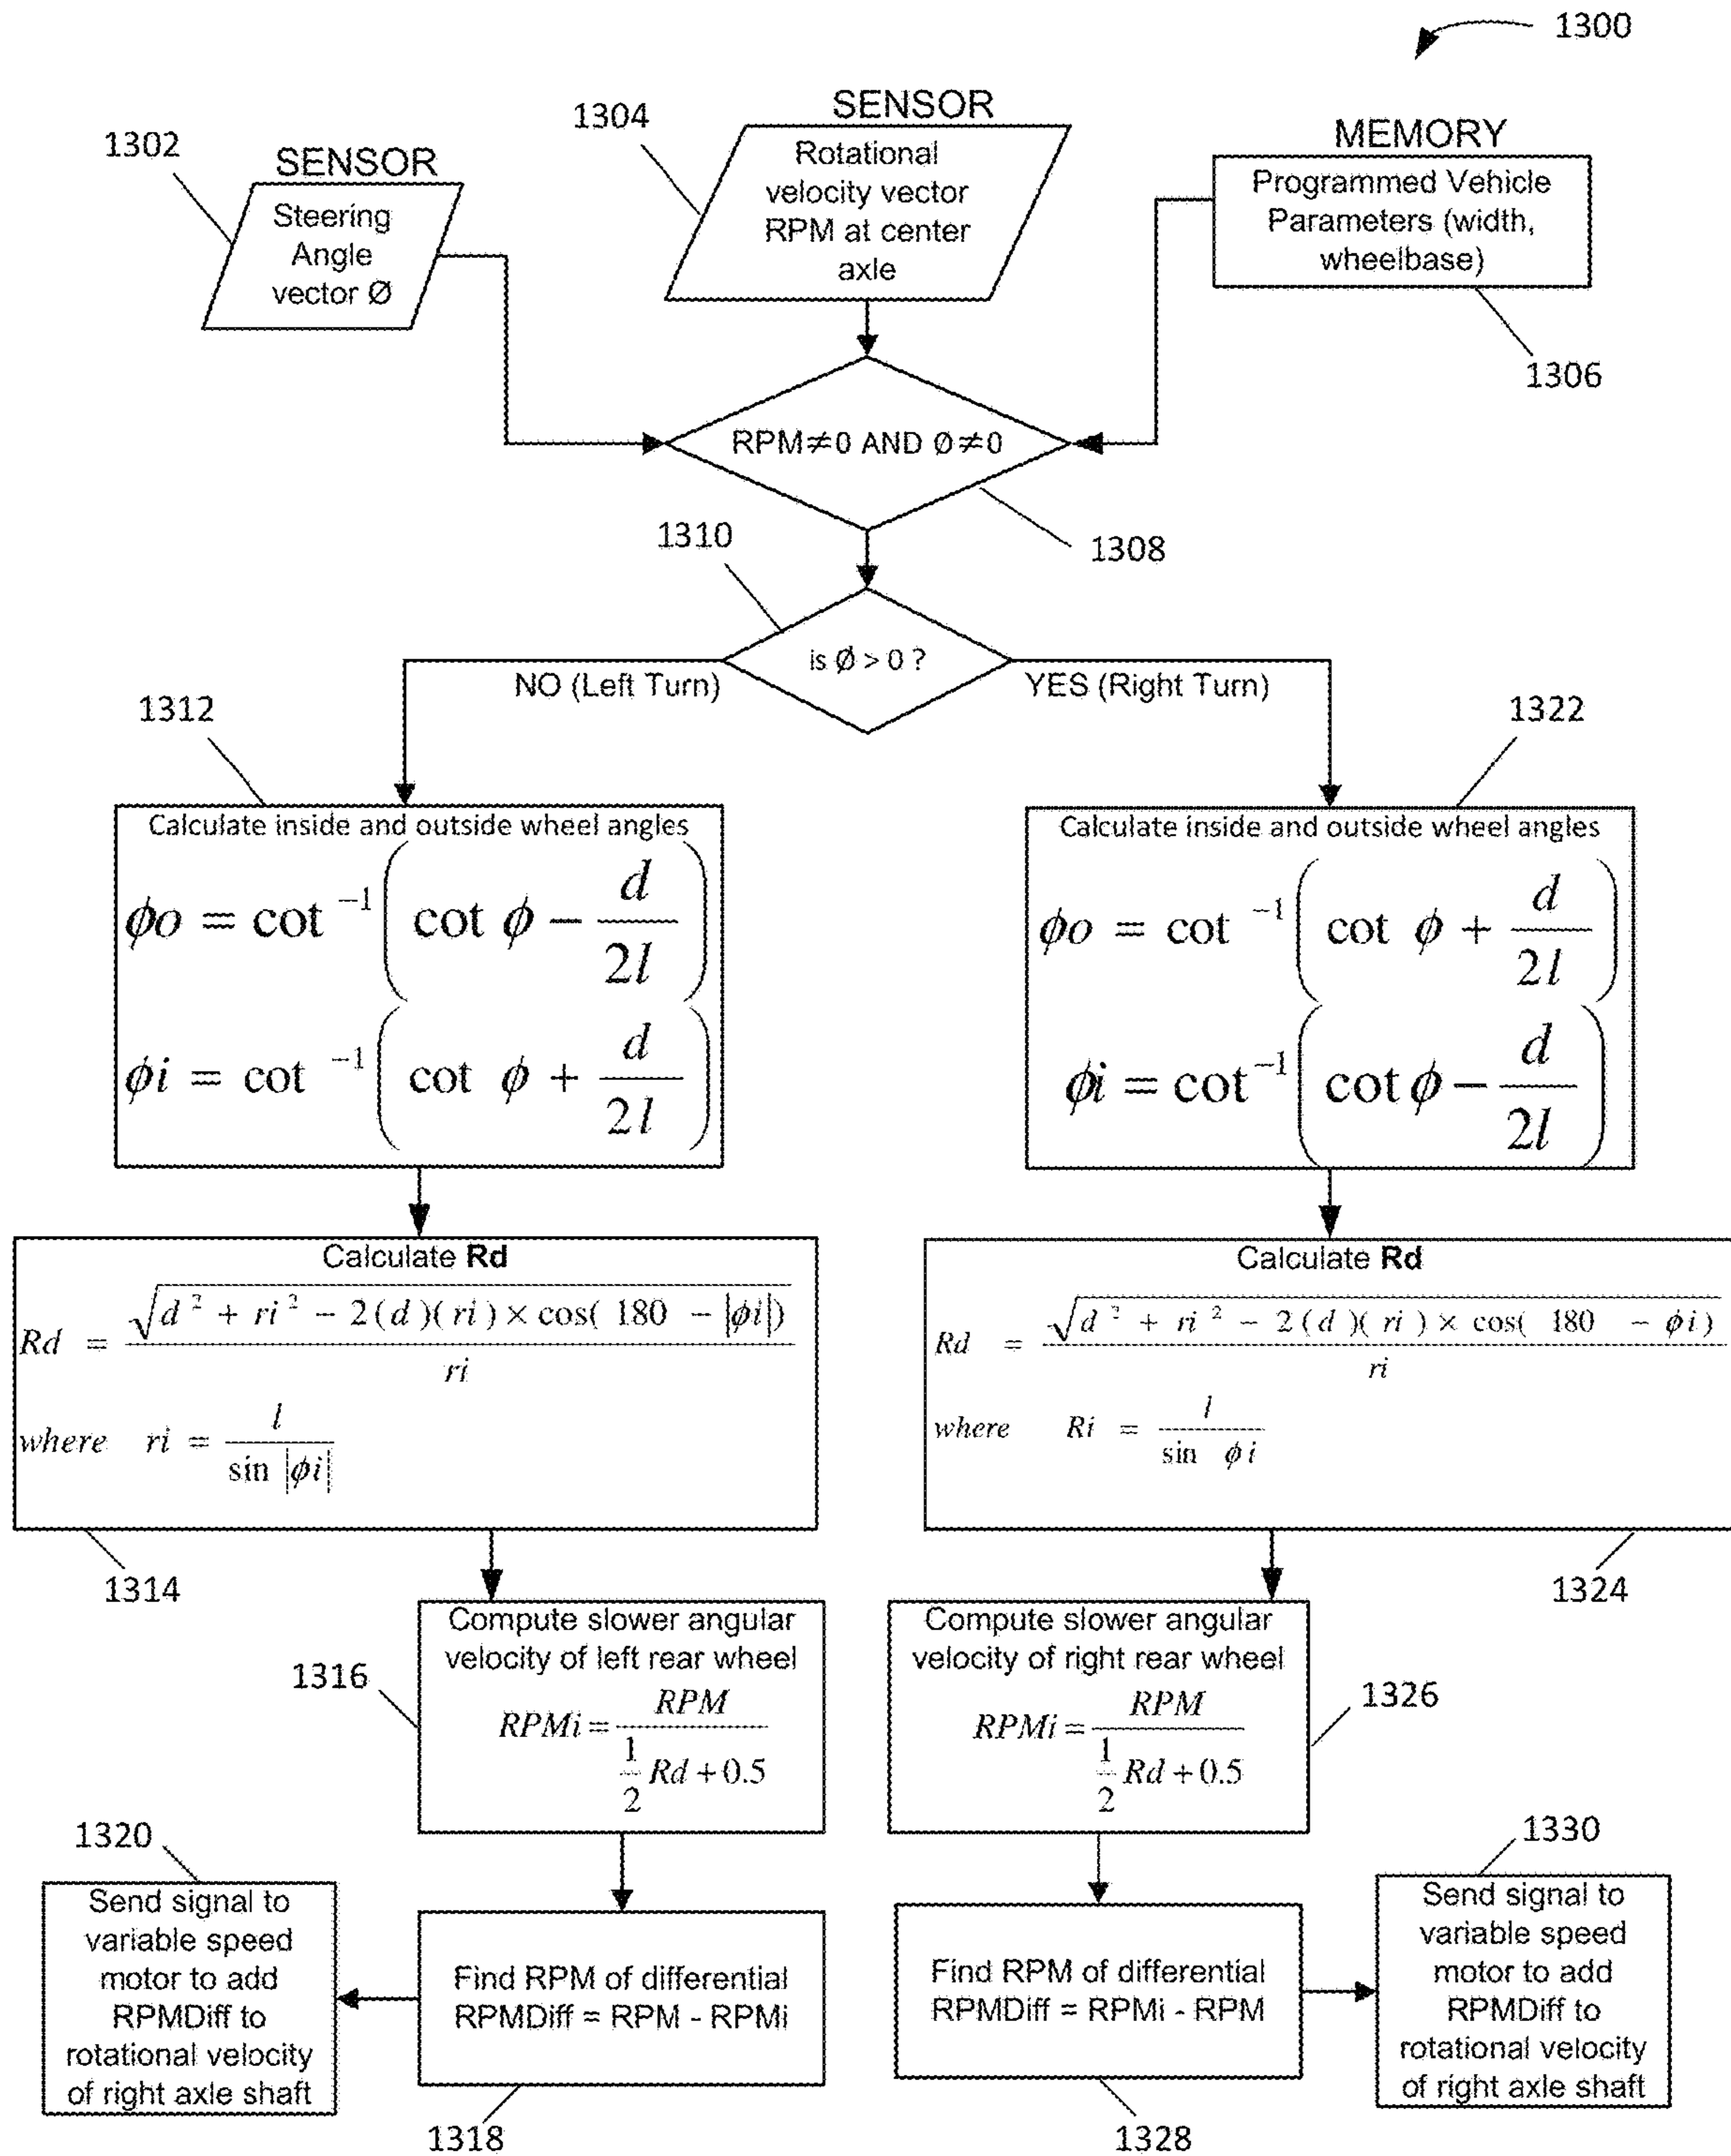 1300
1302
SENSOR
Steering
Angle
vector Ø
1304
SENSOR
Rotational
velocity vector
RPM at center
axle
MEMORY
Programmed Vehicle
Parameters (width,
wheelbase)
1306
RPM≠0 AND Ø≠0
1308
1310
is Ø > 0 ?
NO (Left Turn)
YES (Right Turn)
1312
Calculate inside and outside wheel angles
ϕo = cot⁻¹(cot ϕ − d/2l)
ϕi = cot⁻¹(cot ϕ + d/2l)
1322
Calculate inside and outside wheel angles
ϕo = cot⁻¹(cot ϕ + d/2l)
ϕi = cot⁻¹(cot ϕ − d/2l)
Calculate Rd
Rd = √(d² + ri² − 2(d)(ri) × cos(180 − |ϕi|)) / ri
where ri = l / sin |ϕi|
1314
Calculate Rd
Rd = √(d² + ri² − 2(d)(ri) × cos(180 − ϕi)) / ri
where Ri = l / sin ϕi
1324
1316
Compute slower angular
velocity of left rear wheel
RPMi = RPM / (1/2 Rd + 0.5)
Compute slower angular
velocity of right rear wheel
RPMi = RPM / (1/2 Rd + 0.5)
1326
1320
Send signal to
variable speed
motor to add
RPMDiff to
rotational velocity
of right axle shaft
Find RPM of differential
RPMDiff = RPM - RPMi
1318
Find RPM of differential
RPMDiff = RPMi - RPM
1328
1330
Send signal to
variable speed
motor to add
RPMDiff to
rotational velocity
of right axle shaft